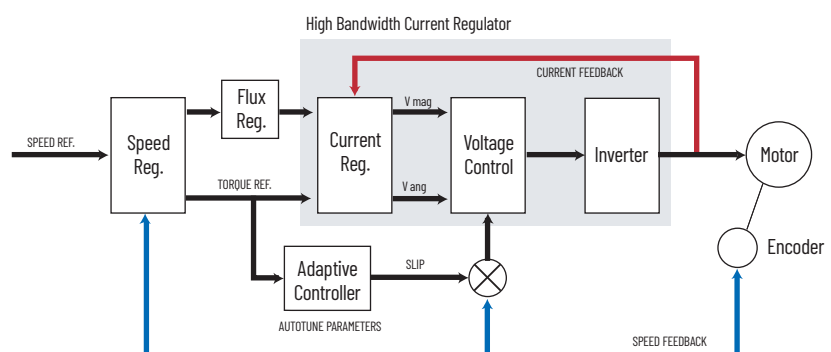 High Bandwidth Current Regulator
CURRENT FEEDBACK
Flux
Reg.
V mag
SPEED REF.
Speed
Reg.
Current
Reg.
Voltage
Control
Inverter
Motor
TORQUE REF.
V ang
Encoder
Adaptive
Controller
SLIP
AUTOTUNE PARAMETERS
SPEED FEEDBACK